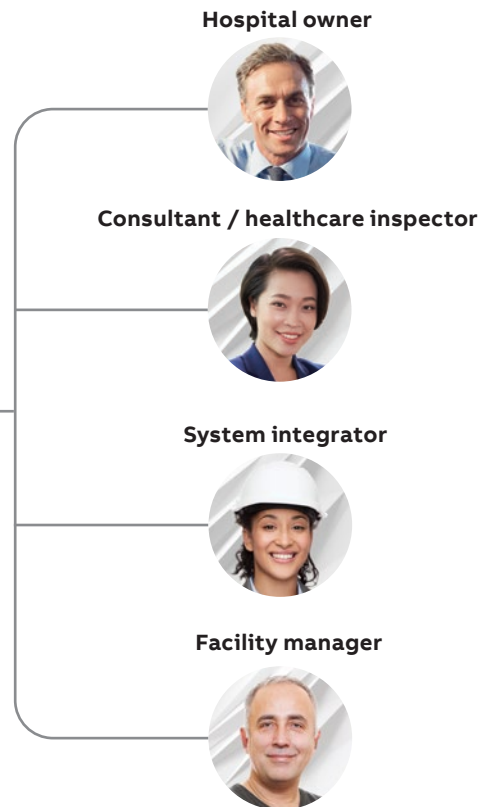 Hospital owner
Consultant / healthcare inspector
System integrator
Facility manager